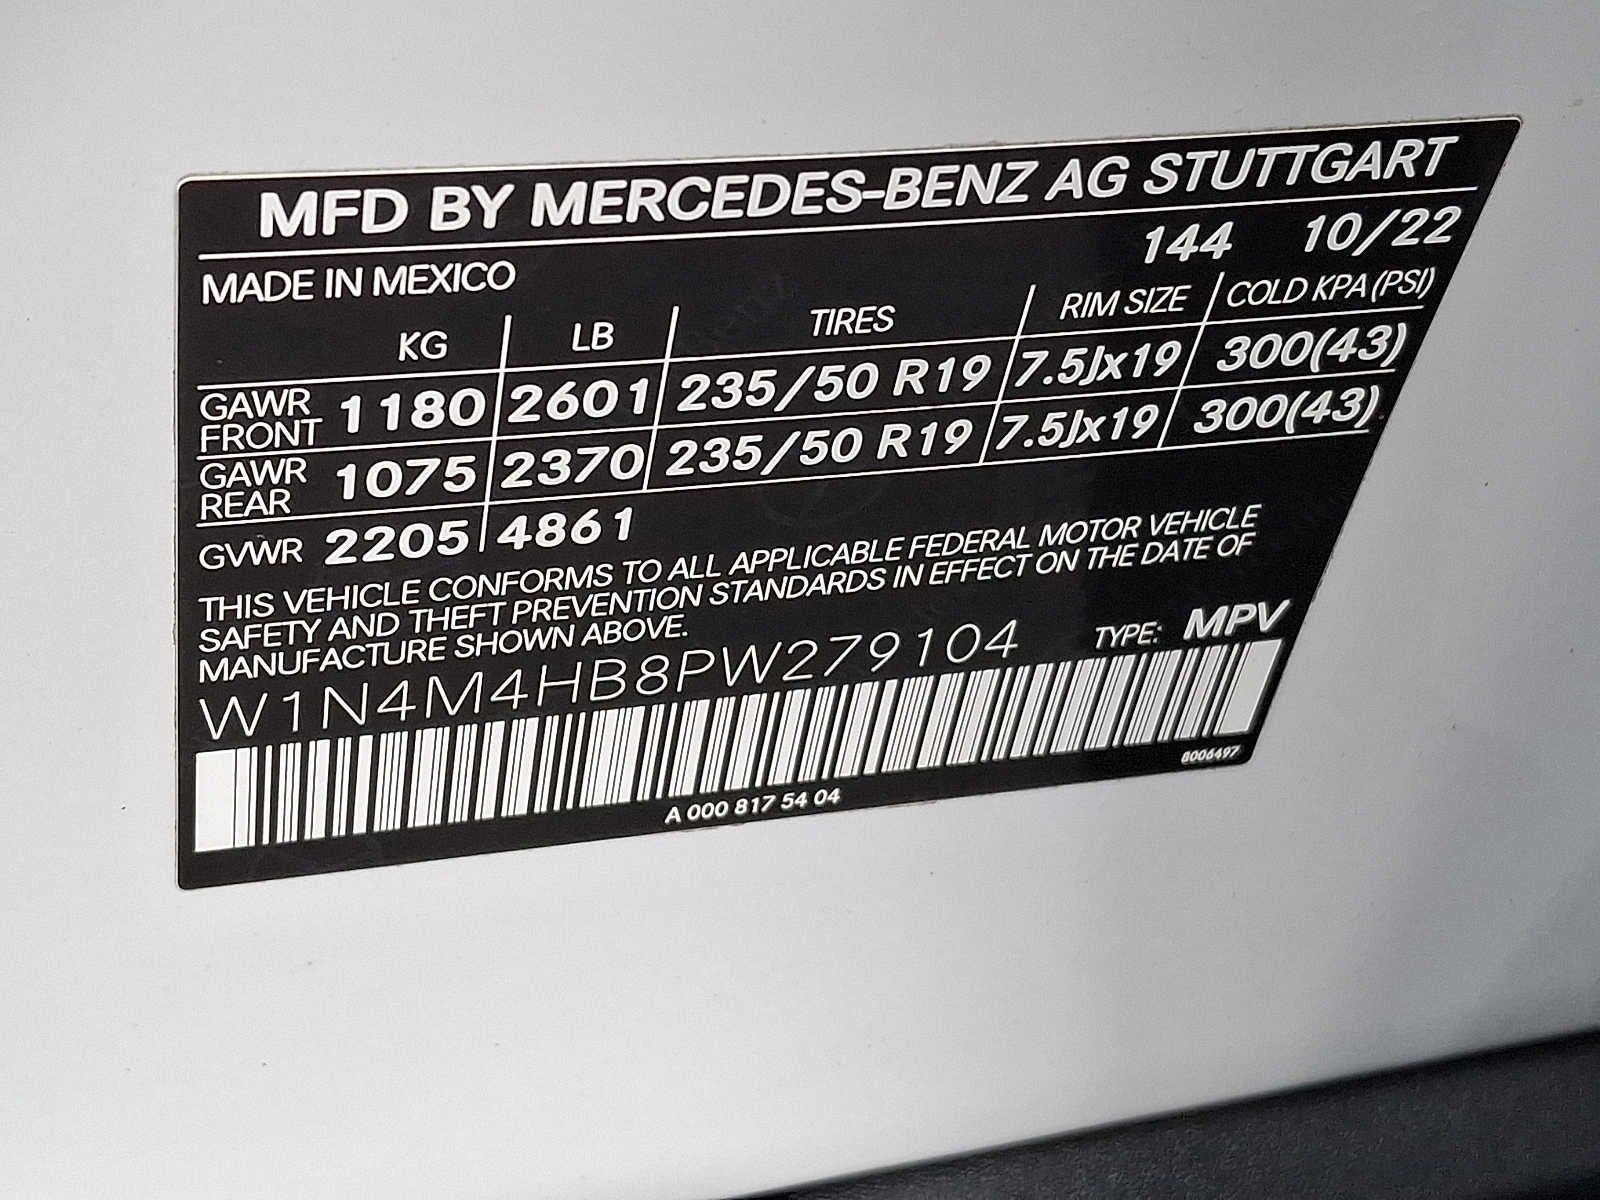 MFD BY MERCEDES-BENZ AG STUTTGART
144 10/22
MADE IN MEXICO
KG LB TIRES RIM SIZE COLD KPA (PSI)
GAWR FRONT 1180 2601 235/50 R19 7.5Jx19 300(43)
GAWR REAR 1075 2370 235/50 R19 7.5Jx19 300(43)
GVWR 2205 4861
THIS VEHICLE CONFORMS TO ALL APPLICABLE FEDERAL MOTOR VEHICLE
SAFETY AND THEFT PREVENTION STANDARDS IN EFFECT ON THE DATE OF
MANUFACTURE SHOWN ABOVE.
W1N4M4HB8PW279104 TYPE: MPV
A 000 817 54 04